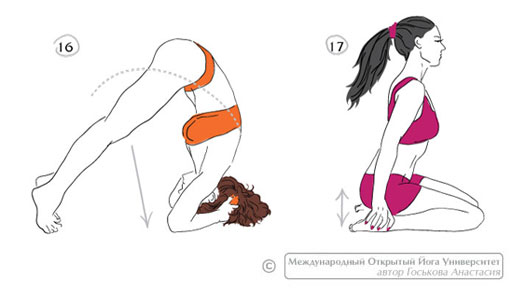 16
17
© Международный Открытый Йога Университет
автор Госькова Анастасия